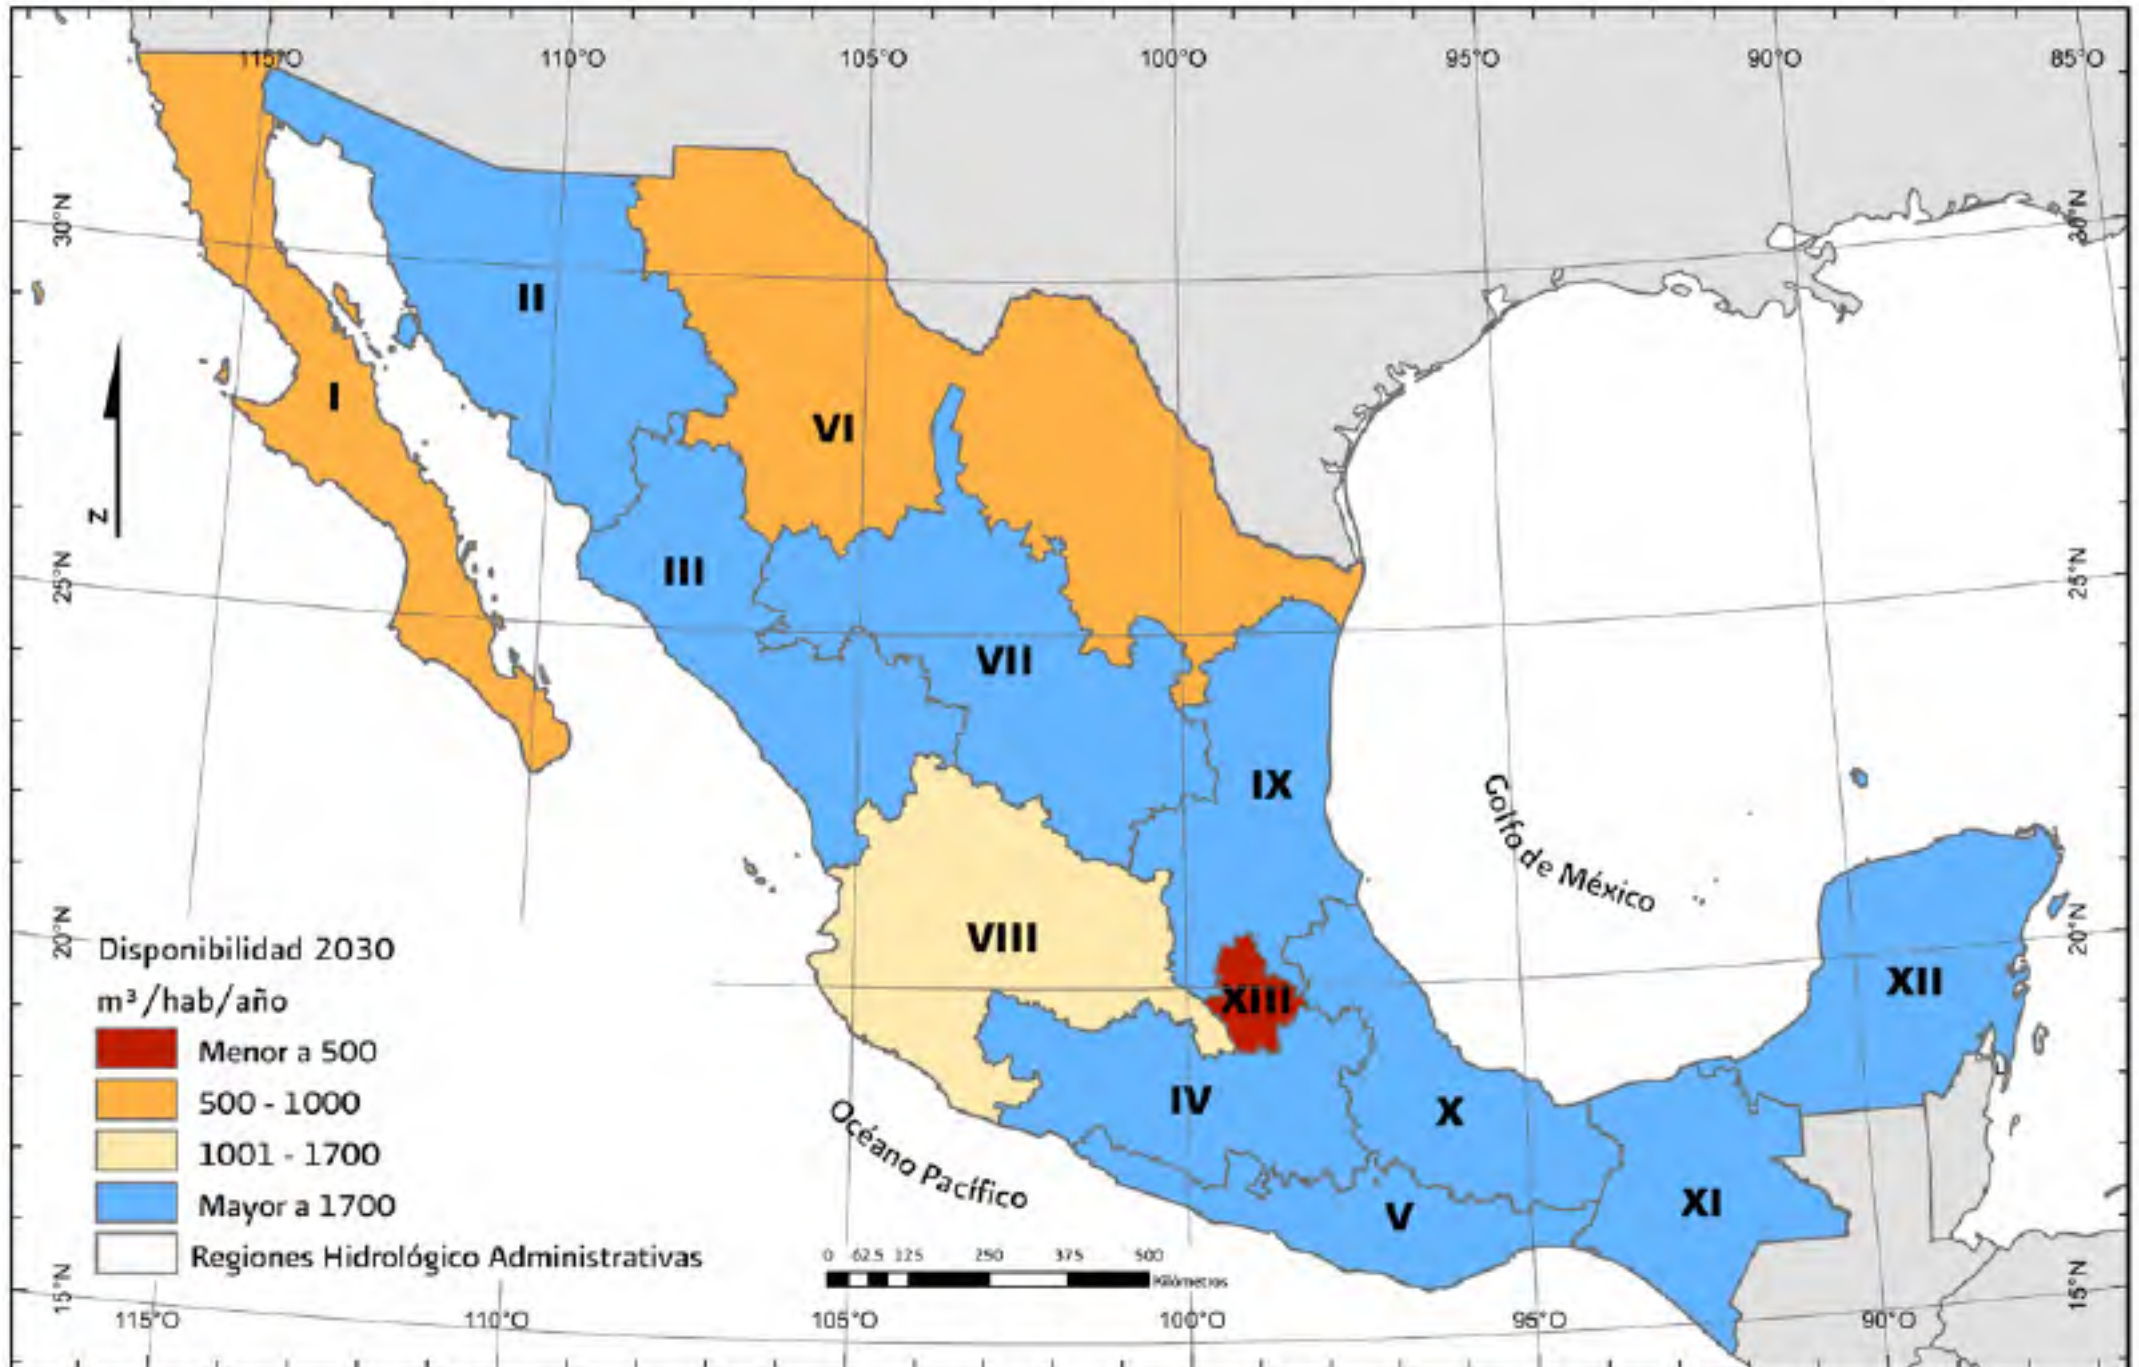 115°O 110°O 105°O 100°O 95°O 90°O 85°O
30°N
30°N
II
I
VI
N
25°N
25°N
III
VII
IX
Golfo de México
20°N
20°N
VIII
XII
XIII
IV
X
Océano Pacífico
V
XI
Disponibilidad 2030
m³/hab/año
Menor a 500
500 - 1000
1001 - 1700
Mayor a 1700
Regiones Hidrológico Administrativas
0 62.5 125 250 375 500
Kilómetros
15°N
15°N
115°O 110°O 105°O 100°O 95°O 90°O